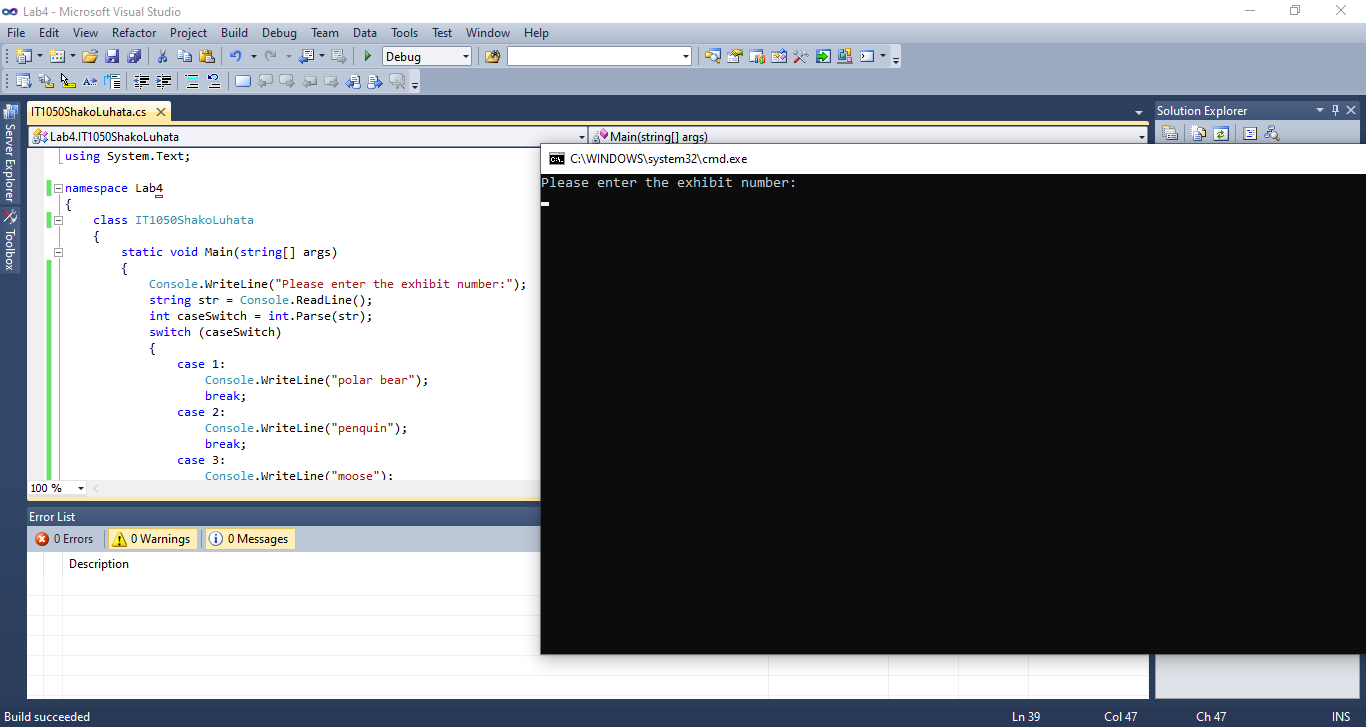 Lab4 - Microsoft Visual Studio
File Edit View Refactor Project Build Debug Team Data Tools Test Window Help
Debug
IT1050ShakoLuhata.cs
Solution Explorer
Lab4.IT1050ShakoLuhata
Main(string[] args)
Server Explorer
Toolbox
using System.Text;
namespace Lab4
{
class IT1050ShakoLuhata
{
static void Main(string[] args)
{
Console.WriteLine("Please enter the exhibit number:");
string str = Console.ReadLine();
int caseSwitch = int.Parse(str);
switch (caseSwitch)
{
case 1:
Console.WriteLine("polar bear");
break;
case 2:
Console.WriteLine("penquin");
break;
case 3:
Console.WriteLine("moose");
100 %
C:\WINDOWS\system32\cmd.exe
Please enter the exhibit number:
Error List
0 Errors
0 Warnings
0 Messages
Description
Build succeeded
Ln 39
Col 47
Ch 47
INS